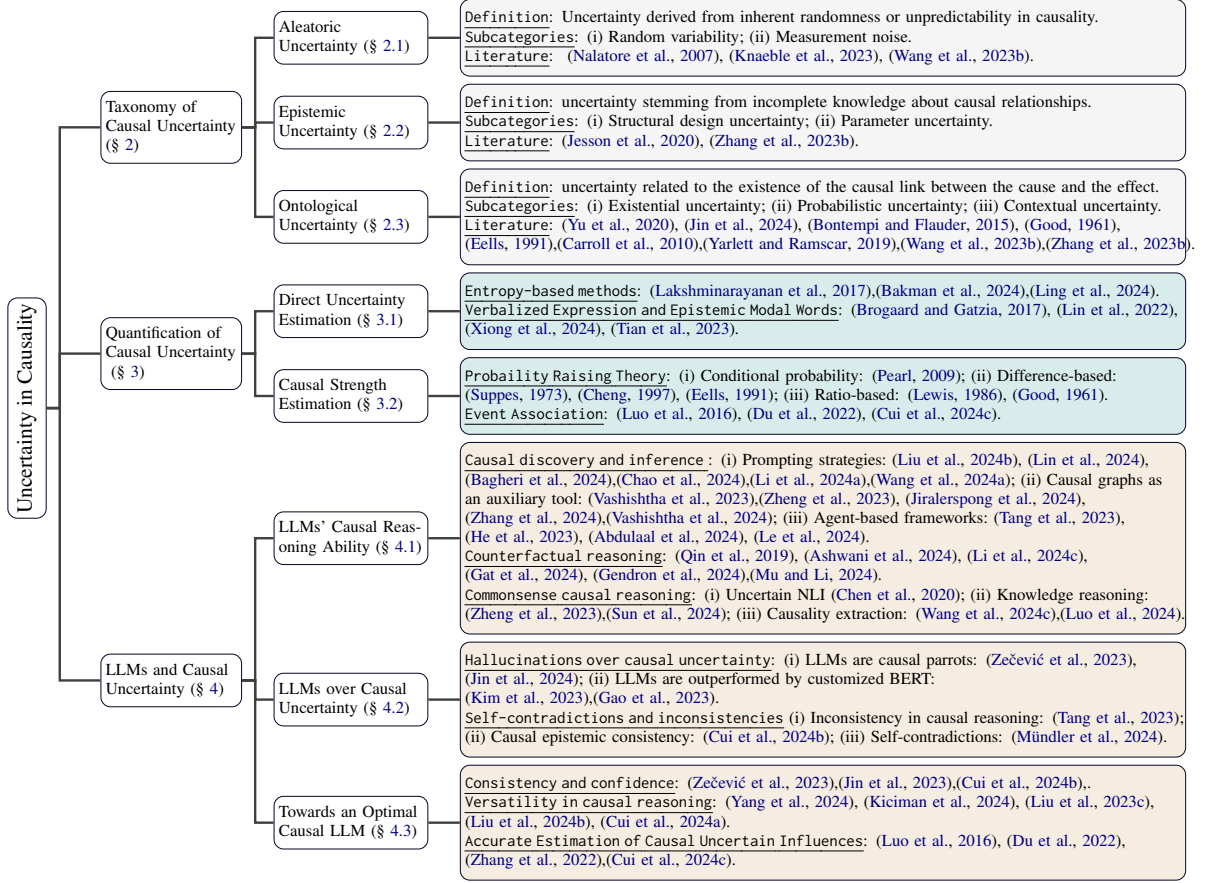 Uncertainty in Causality
Taxonomy of
Causal Uncertainty
(§ 2)
Aleatoric
Uncertainty (§ 2.1)
Definition: Uncertainty derived from inherent randomness or unpredictability in causality.
Subcategories: (i) Random variability; (ii) Measurement noise.
Literature: (Nalatore et al., 2007), (Knaeble et al., 2023), (Wang et al., 2023b).
Epistemic
Uncertainty (§ 2.2)
Definition: uncertainty stemming from incomplete knowledge about causal relationships.
Subcategories: (i) Structural design uncertainty; (ii) Parameter uncertainty.
Literature: (Jesson et al., 2020), (Zhang et al., 2023b).
Ontological
Uncertainty (§ 2.3)
Definition: uncertainty related to the existence of the causal link between the cause and the effect.
Subcategories: (i) Existential uncertainty; (ii) Probabilistic uncertainty; (iii) Contextual uncertainty.
Literature: (Yu et al., 2020), (Jin et al., 2024), (Bontempi and Flauder, 2015), (Good, 1961),
(Eells, 1991),(Carroll et al., 2010),(Yarlett and Ramscar, 2019),(Wang et al., 2023b),(Zhang et al., 2023b).
Quantification of
Causal Uncertainty
(§ 3)
Direct Uncertainty
Estimation (§ 3.1)
Entropy-based methods: (Lakshminarayanan et al., 2017),(Bakman et al., 2024),(Ling et al., 2024).
Verbalized Expression and Epistemic Modal Words: (Brogaard and Gatzia, 2017), (Lin et al., 2022),
(Xiong et al., 2024), (Tian et al., 2023).
Causal Strength
Estimation (§ 3.2)
Probaility Raising Theory: (i) Conditional probability: (Pearl, 2009); (ii) Difference-based:
(Suppes, 1973), (Cheng, 1997), (Eells, 1991); (iii) Ratio-based: (Lewis, 1986), (Good, 1961).
Event Association: (Luo et al., 2016), (Du et al., 2022), (Cui et al., 2024c).
LLMs and Causal
Uncertainty (§ 4)
LLMs' Causal Reas-
oning Ability (§ 4.1)
Causal discovery and inference : (i) Prompting strategies: (Liu et al., 2024b), (Lin et al., 2024),
(Bagheri et al., 2024),(Chao et al., 2024),(Li et al., 2024a),(Wang et al., 2024a); (ii) Causal graphs as
an auxiliary tool: (Vashishtha et al., 2023),(Zheng et al., 2023), (Jiralerspong et al., 2024),
(Zhang et al., 2024),(Vashishtha et al., 2024); (iii) Agent-based frameworks: (Tang et al., 2023),
(He et al., 2023), (Abdulaal et al., 2024), (Le et al., 2024).
Counterfactual reasoning: (Qin et al., 2019), (Ashwani et al., 2024), (Li et al., 2024c),
(Gat et al., 2024), (Gendron et al., 2024),(Mu and Li, 2024).
Commonsense causal reasoning: (i) Uncertain NLI (Chen et al., 2020); (ii) Knowledge reasoning:
(Zheng et al., 2023),(Sun et al., 2024); (iii) Causality extraction: (Wang et al., 2024c),(Luo et al., 2024).
LLMs over Causal
Uncertainty (§ 4.2)
Hallucinations over causal uncertainty: (i) LLMs are causal parrots: (Zečević et al., 2023),
(Jin et al., 2024); (ii) LLMs are outperformed by customized BERT:
(Kim et al., 2023),(Gao et al., 2023).
Self-contradictions and inconsistencies (i) Inconsistency in causal reasoning: (Tang et al., 2023);
(ii) Causal epistemic consistency: (Cui et al., 2024b); (iii) Self-contradictions: (Mündler et al., 2024).
Towards an Optimal
Causal LLM (§ 4.3)
Consistency and confidence: (Zečević et al., 2023),(Jin et al., 2023),(Cui et al., 2024b),.
Versatility in causal reasoning: (Yang et al., 2024), (Kiciman et al., 2024), (Liu et al., 2023c),
(Liu et al., 2024b), (Cui et al., 2024a).
Accurate Estimation of Causal Uncertain Influences: (Luo et al., 2016), (Du et al., 2022),
(Zhang et al., 2022),(Cui et al., 2024c).